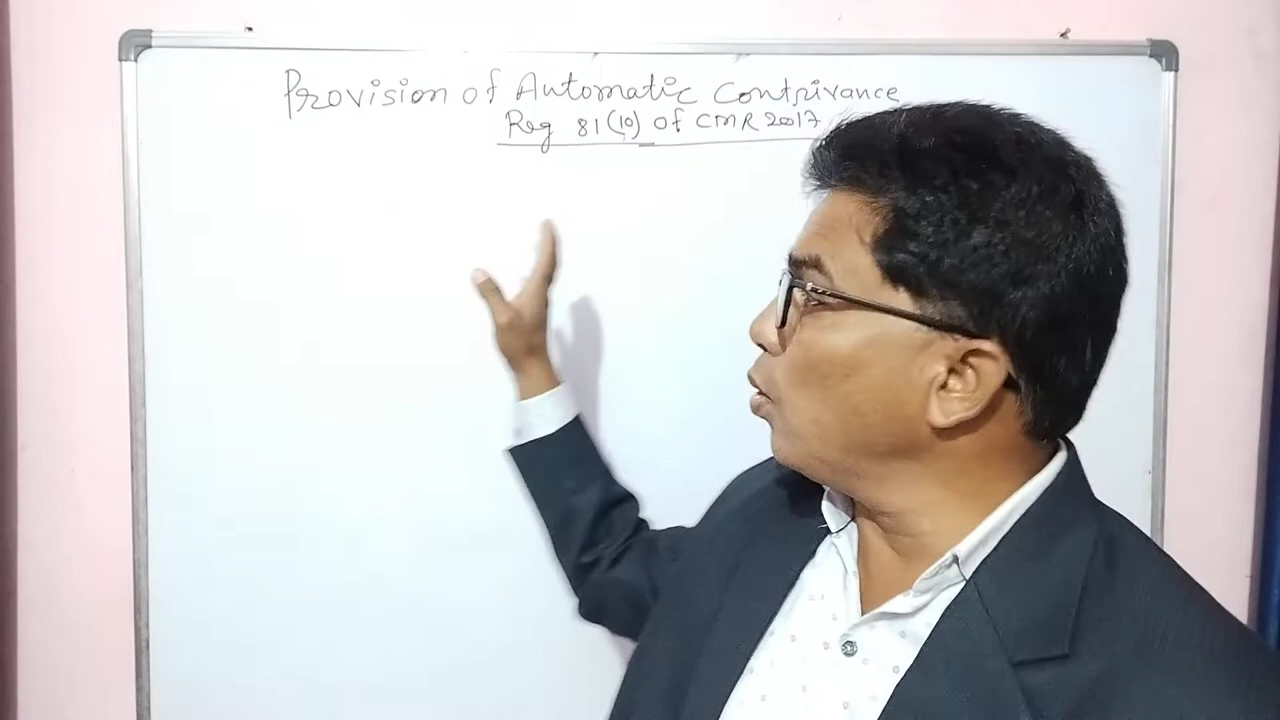 Provision of Automatic Contrivance
Reg 81(10) of CMR 2017